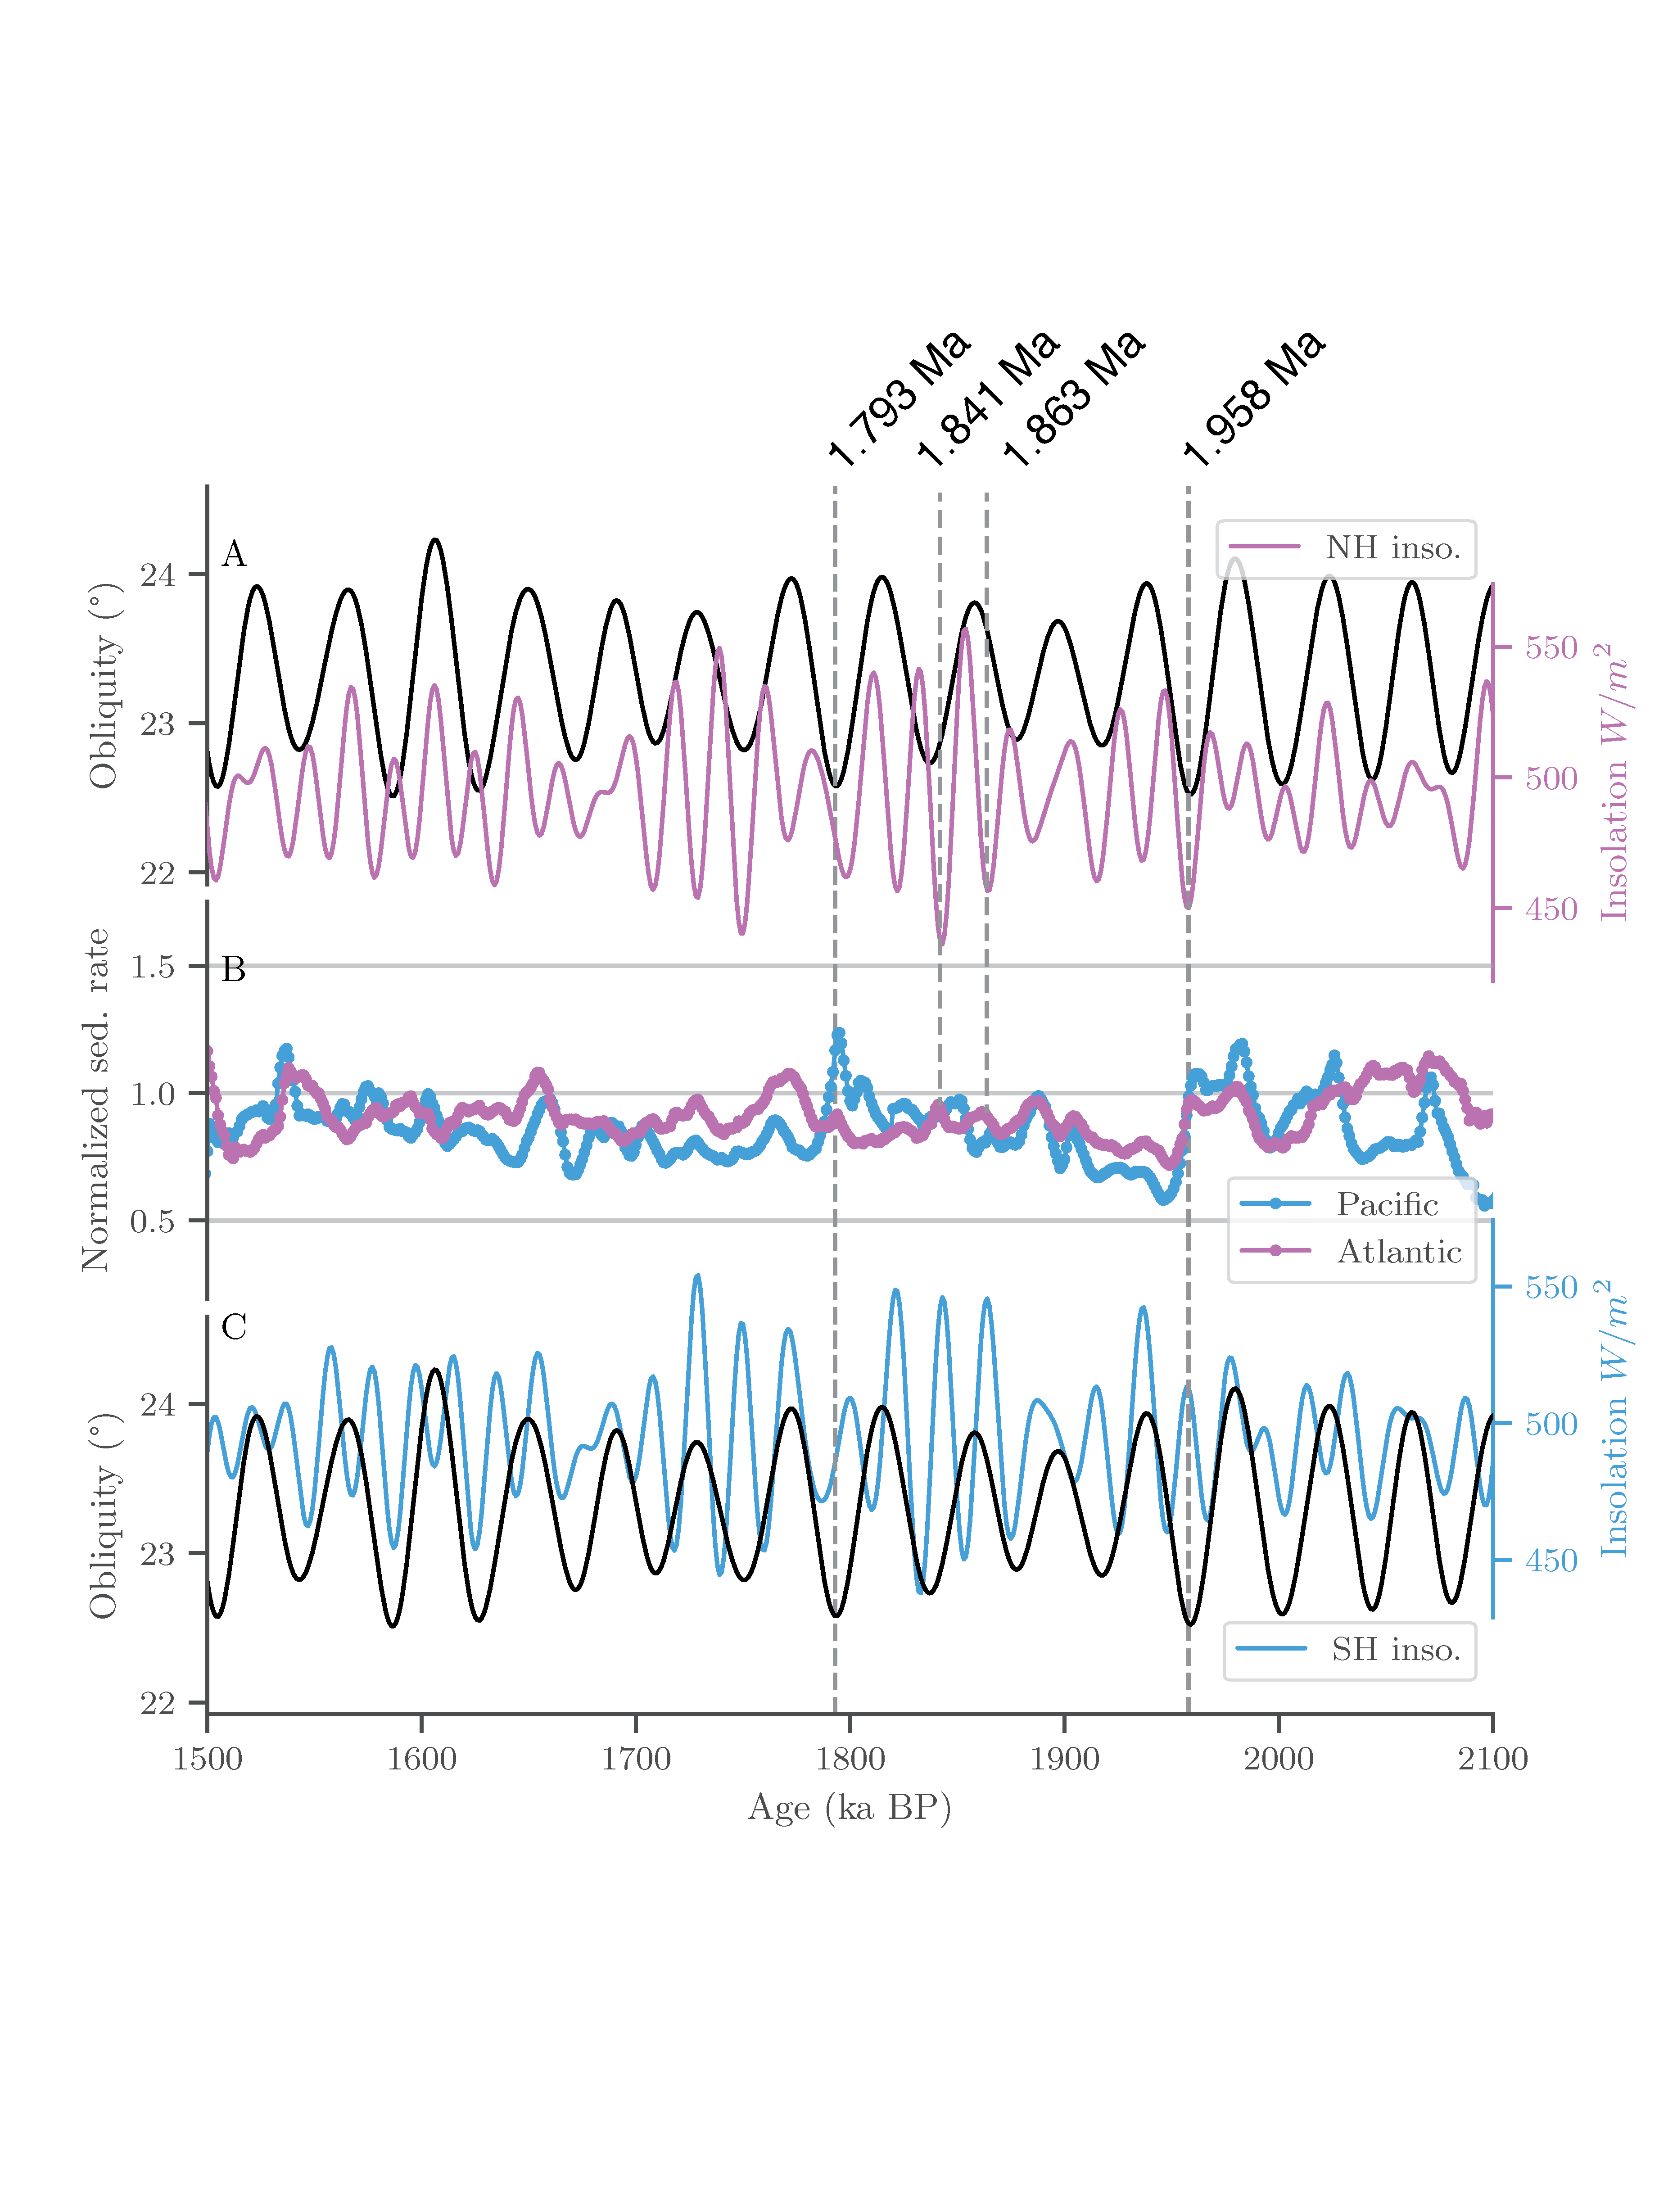 1.793 Ma
1.841 Ma
1.863 Ma
1.958 Ma
A
NH inso.
Obliquity (°)
24
23
22
550
500
450
Insolation W/m²
B
Normalized sed. rate
1.5
1.0
0.5
Pacific
Atlantic
C
Obliquity (°)
24
23
22
550
500
450
Insolation W/m²
SH inso.
1500
1600
1700
1800
1900
2000
2100
Age (ka BP)